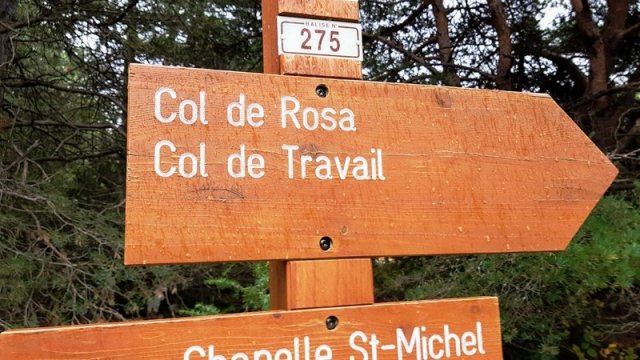 BALISE N°
275
Col de Rosa
Col de Travail
Chapelle St-Michel